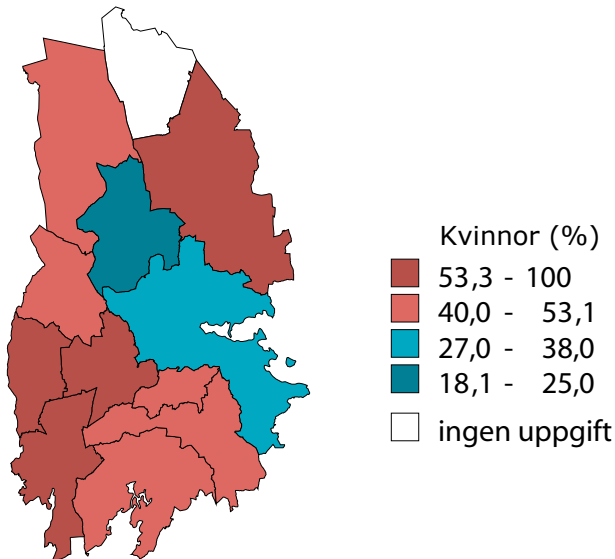 Kvinnor (%)
53,3 - 100
40,0 - 53,1
27,0 - 38,0
18,1 - 25,0
ingen uppgift